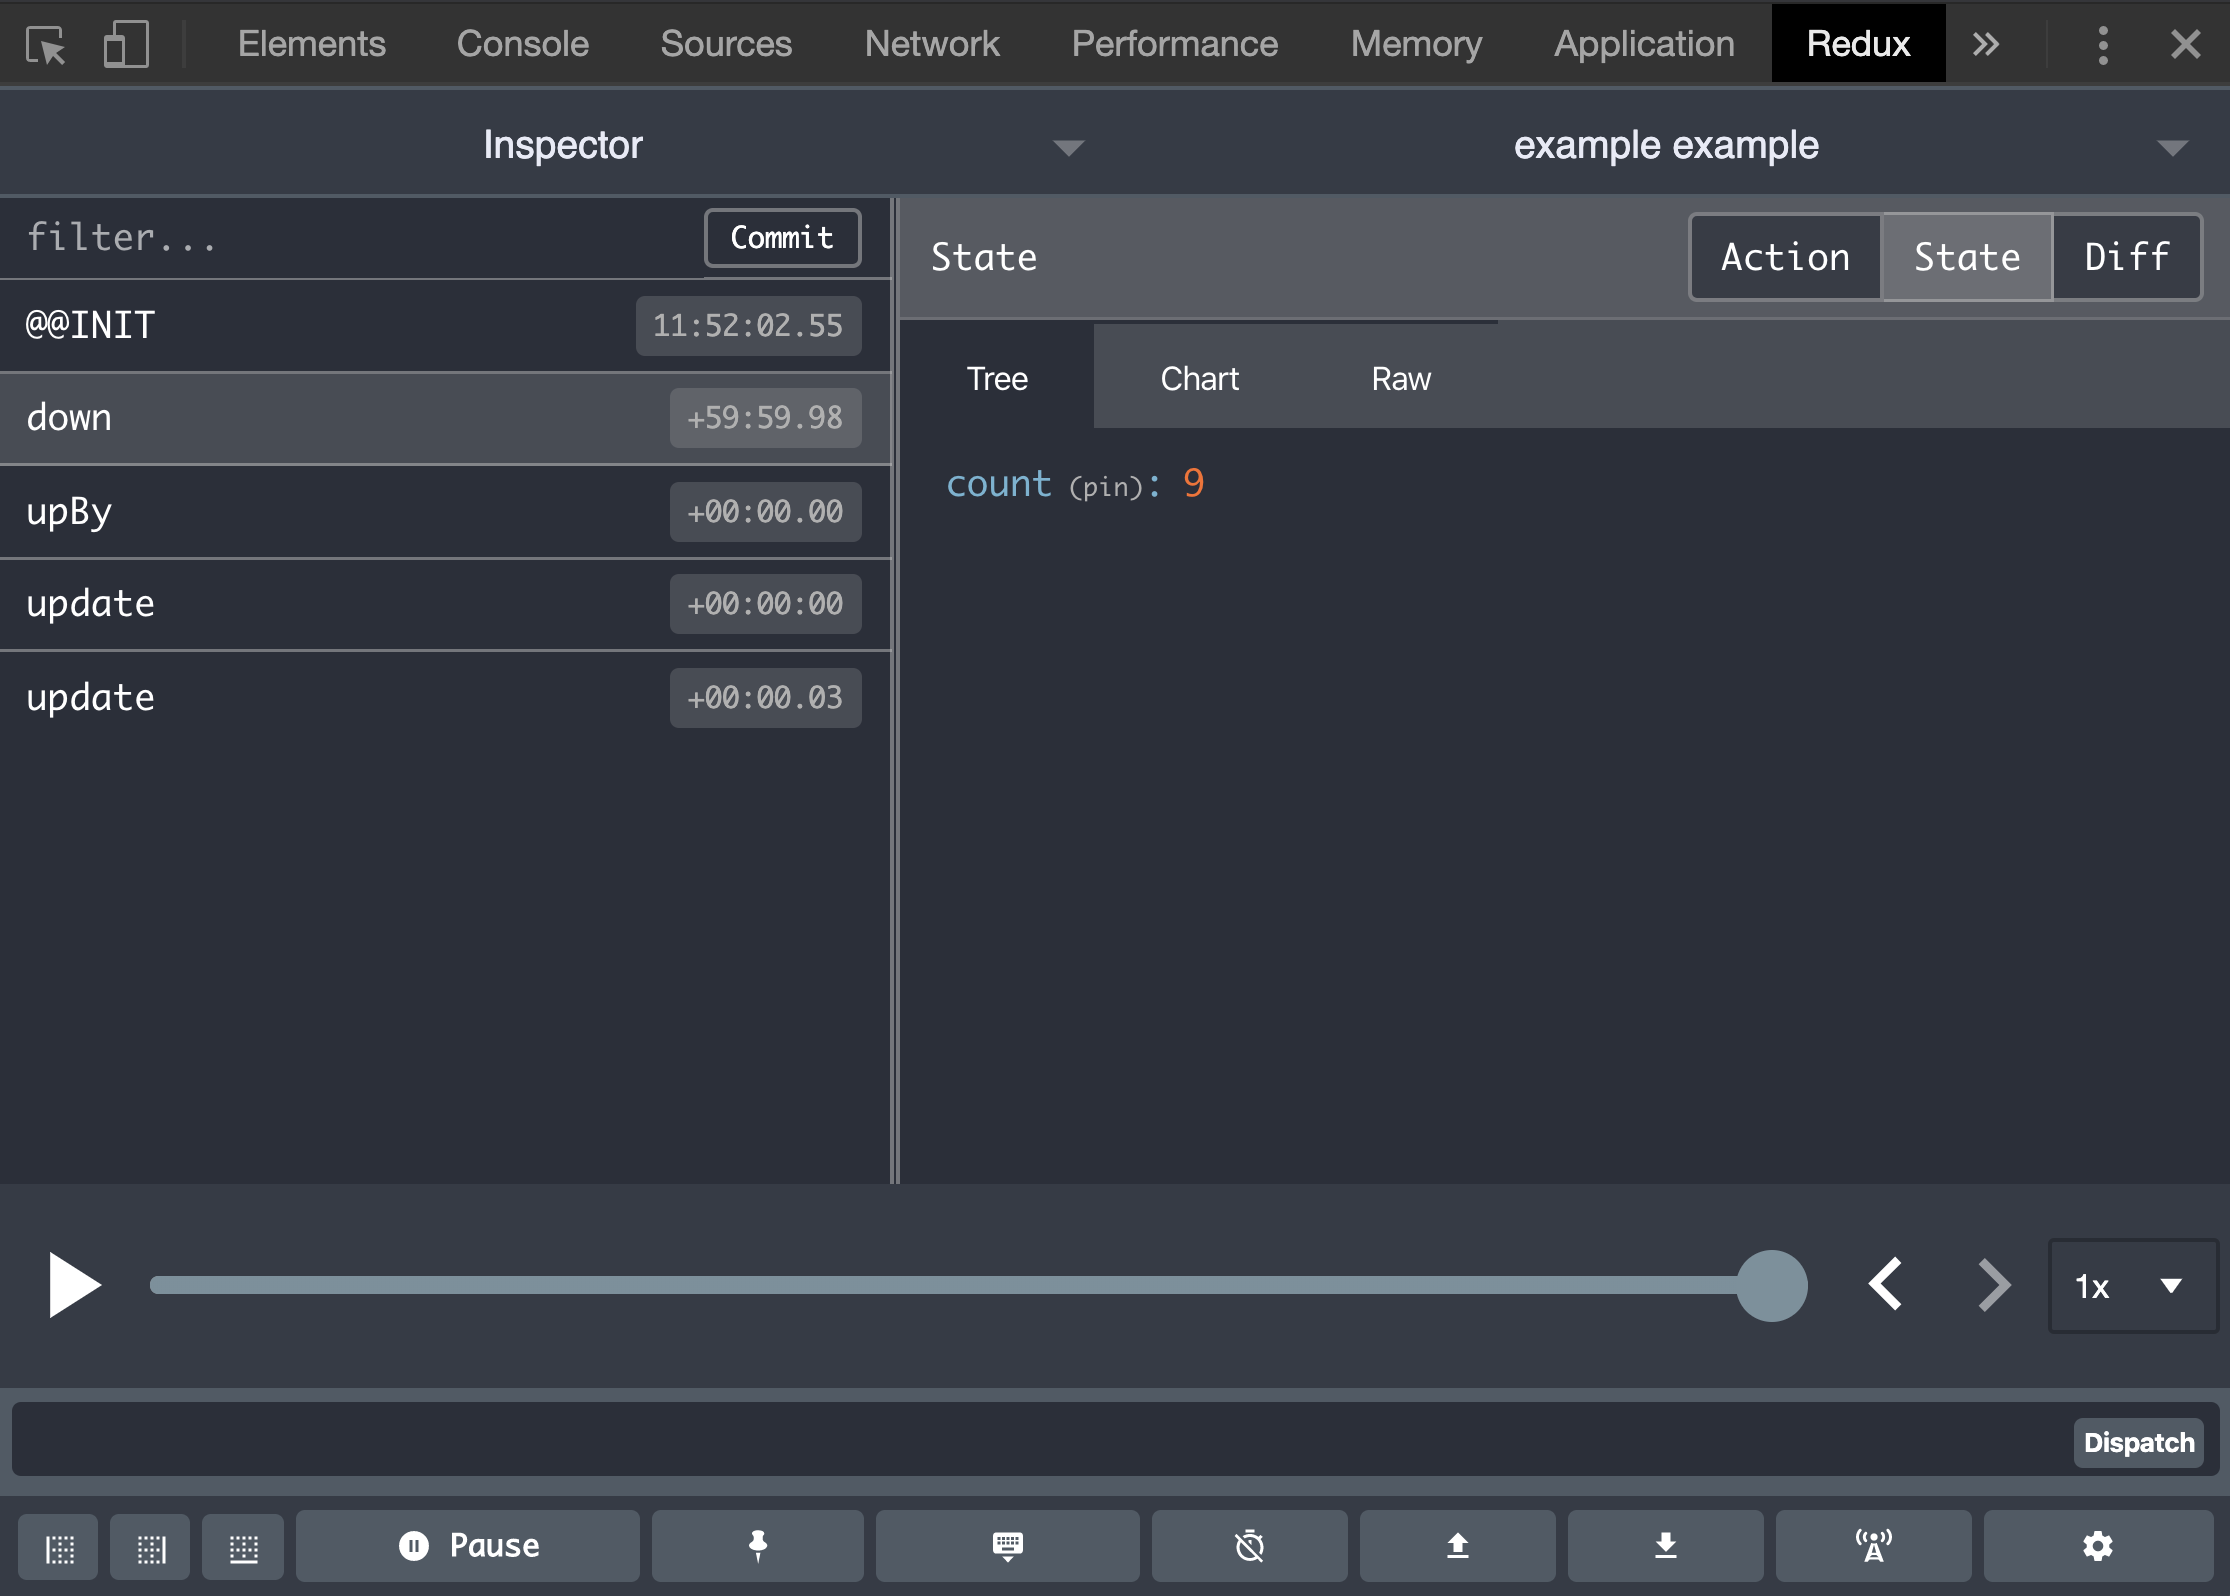 Elements Console Sources Network Performance Memory Application Redux
Inspector example example
filter... Commit
@@INIT 11:52:02.55
down +59:59.98
upBy +00:00.00
update +00:00:00
update +00:00.03
State Action State Diff
Tree Chart Raw
count (pin): 9
1x
Dispatch
Pause